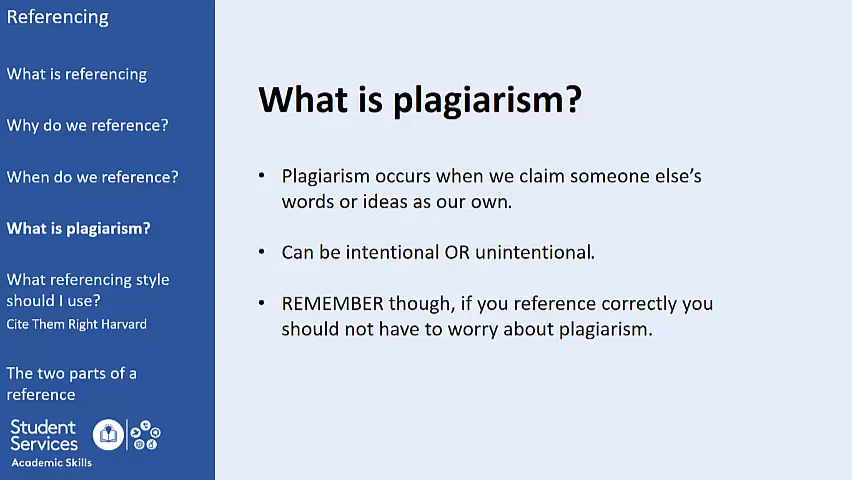 Referencing
What is referencing
Why do we reference?
When do we reference?
What is plagiarism?
What referencing style
should I use?
Cite Them Right Harvard
The two parts of a
reference
Student
Services
Academic Skills
What is plagiarism?
• Plagiarism occurs when we claim someone else’s
words or ideas as our own.
• Can be intentional OR unintentional.
• REMEMBER though, if you reference correctly you
should not have to worry about plagiarism.